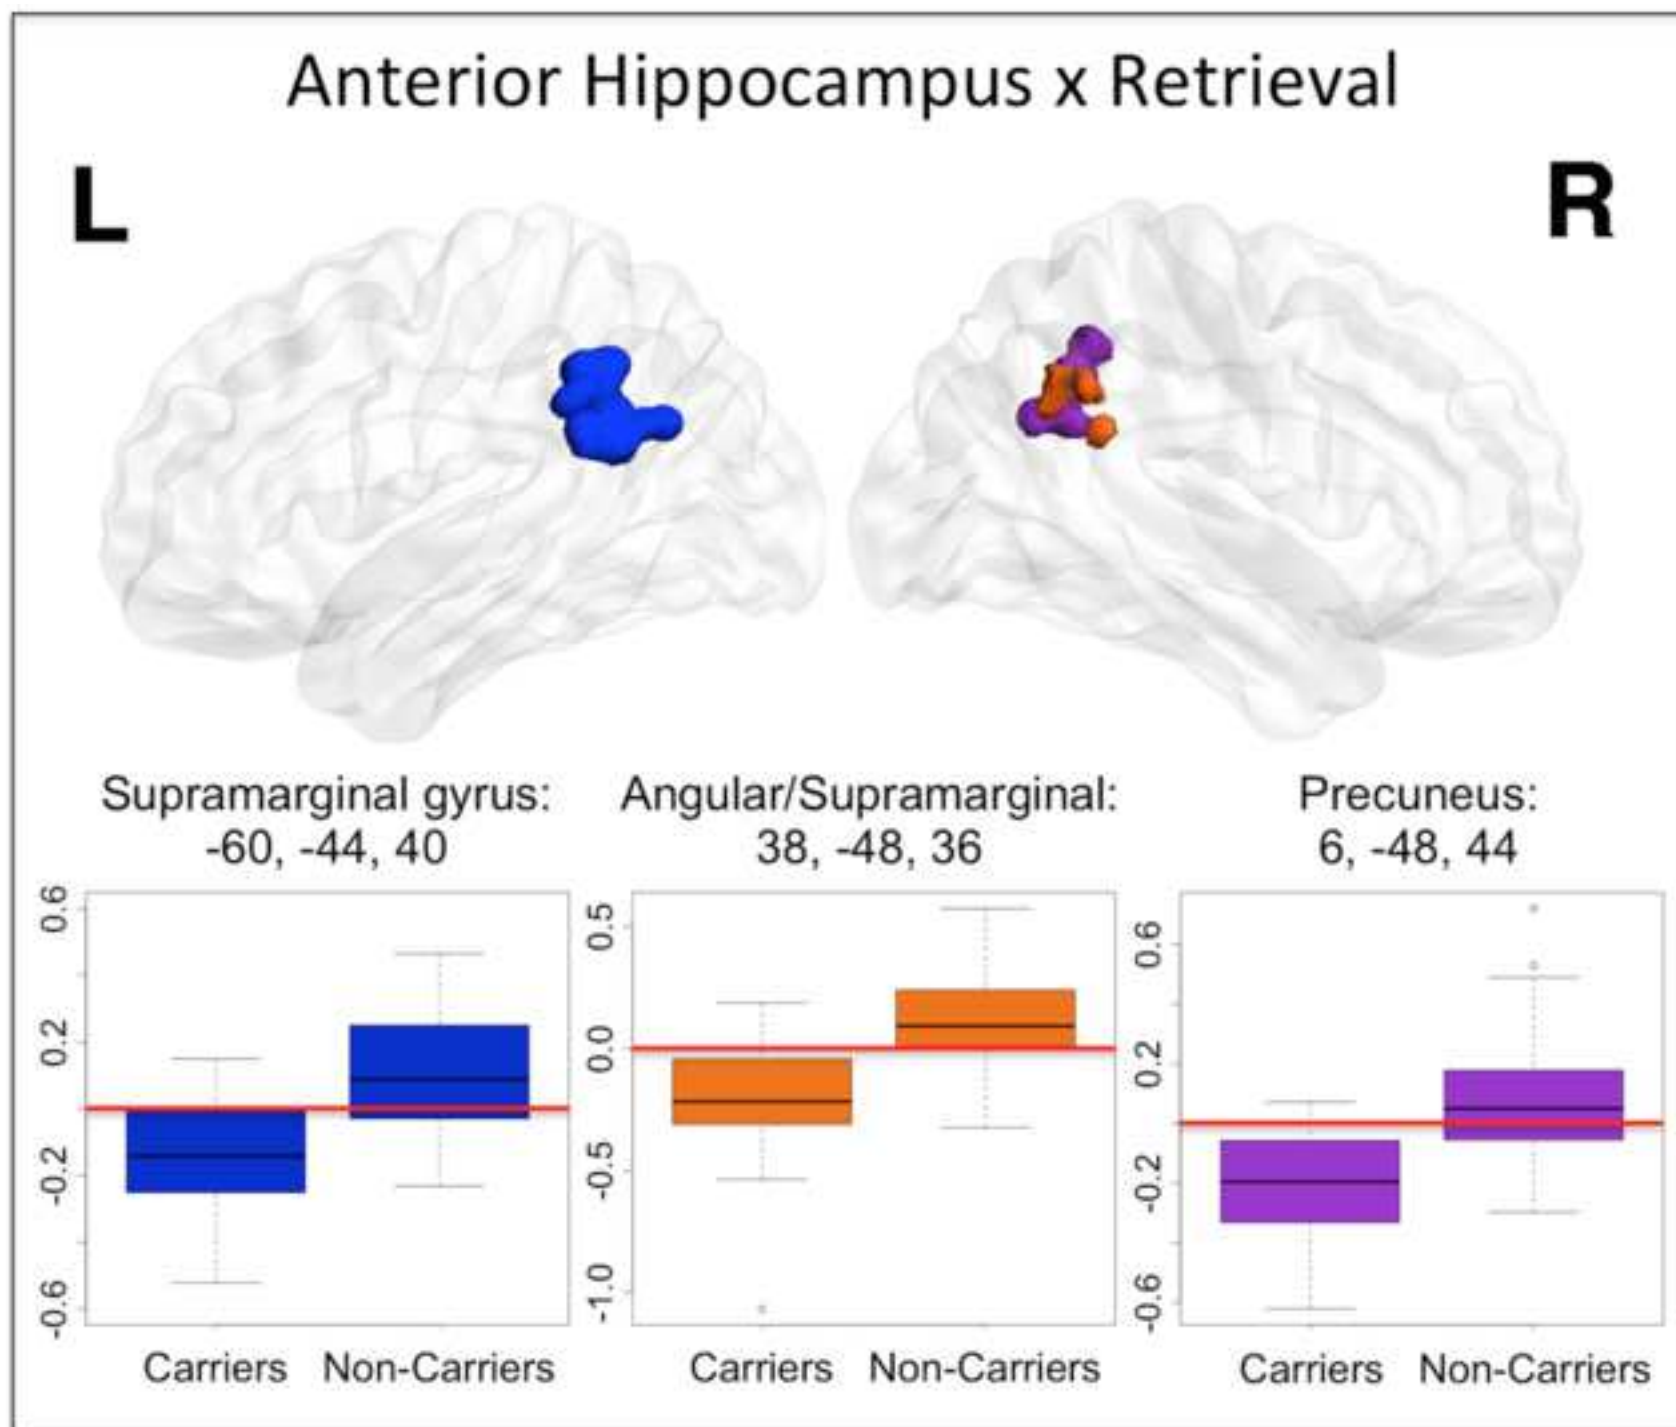 Anterior Hippocampus x Retrieval
L
R
Supramarginal gyrus:
-60, -44, 40
Angular/Supramarginal:
38, -48, 36
Precuneus:
6, -48, 44
0.6
0.2
-0.2
-0.6
Carriers
Non-Carriers
0.5
0.0
-0.5
-1.0
Carriers
Non-Carriers
0.6
0.2
-0.2
-0.6
Carriers
Non-Carriers